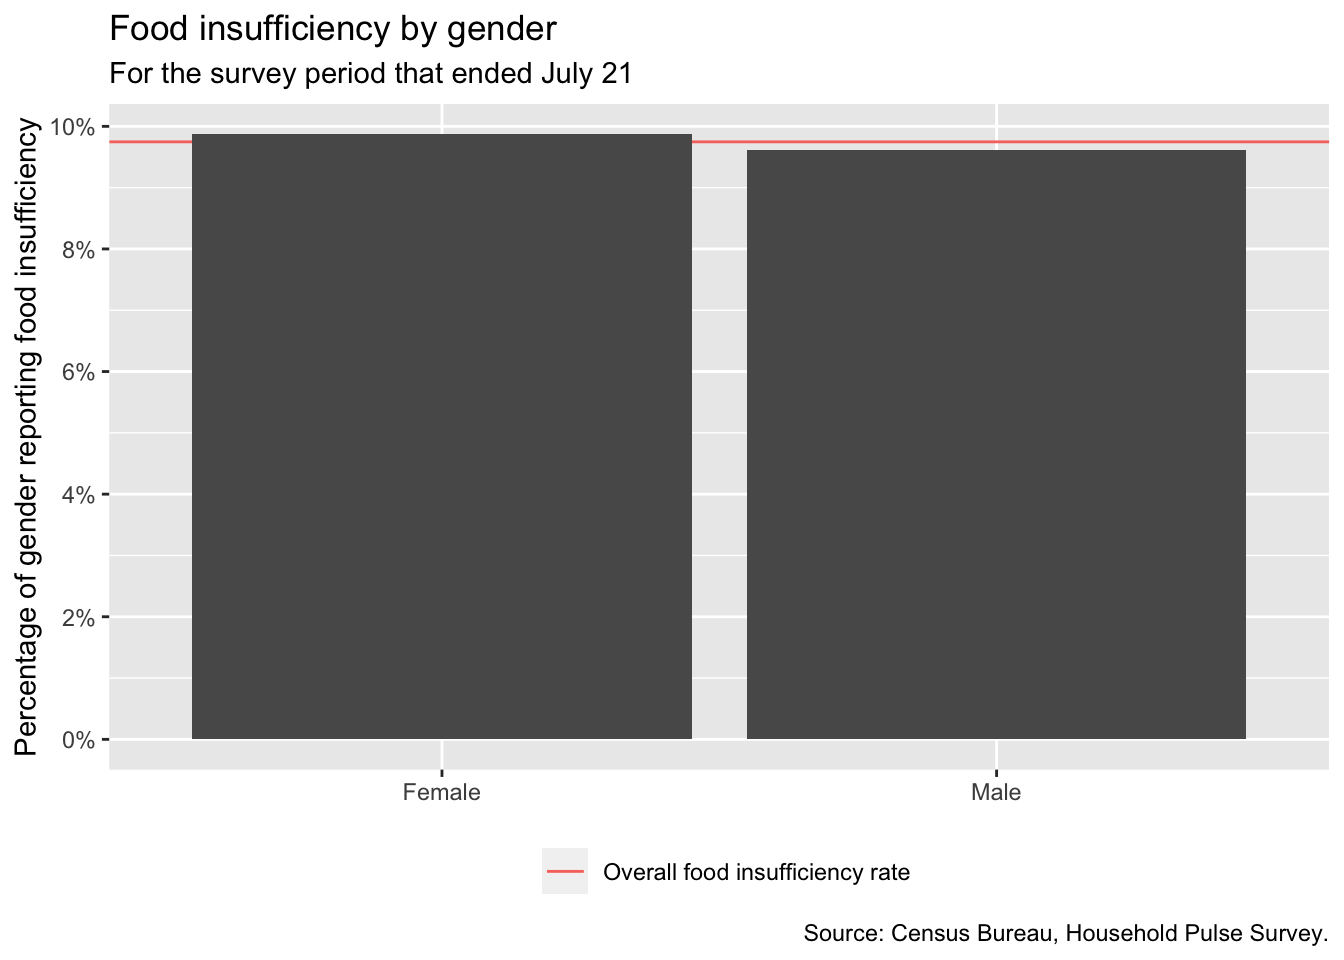 Food insufficiency by gender
For the survey period that ended July 21
Percentage of gender reporting food insufficiency
10%
8%
6%
4%
2%
0%
Female
Male
Overall food insufficiency rate
Source: Census Bureau, Household Pulse Survey.